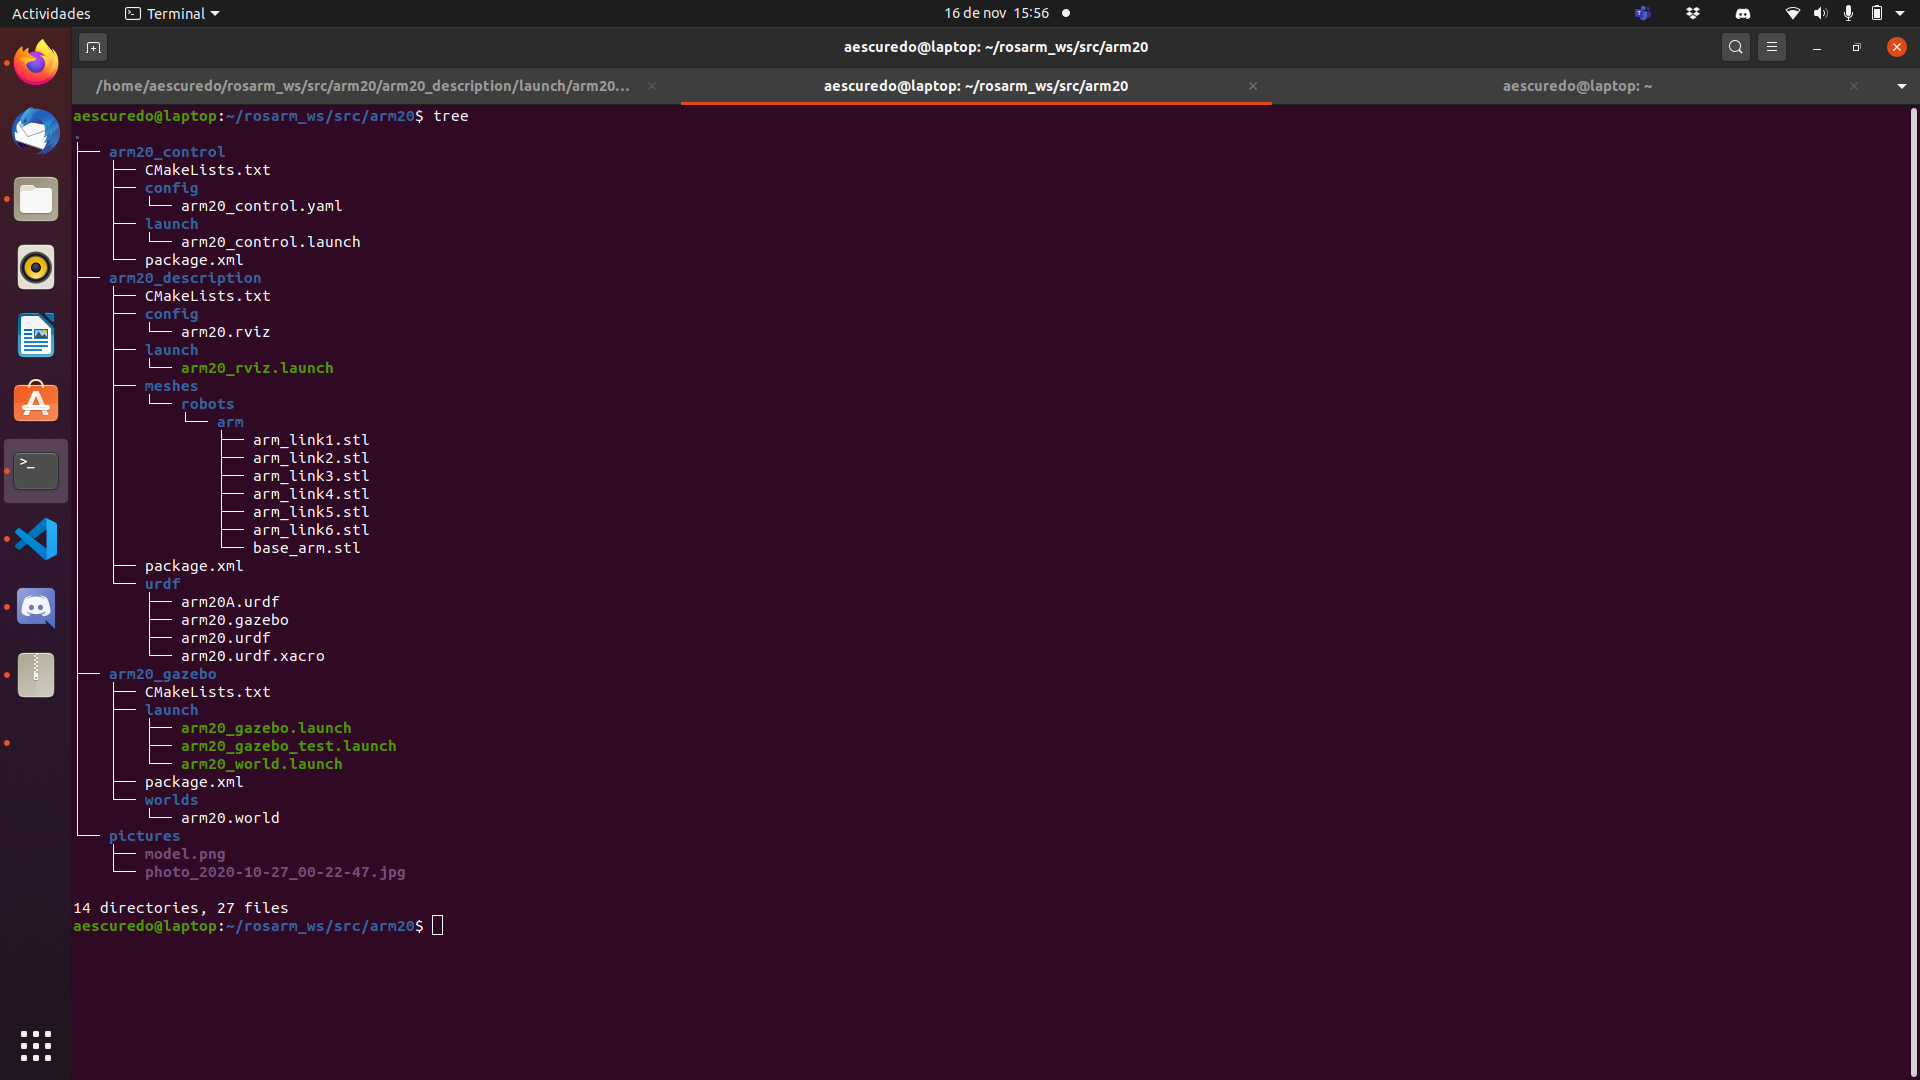 Actividades
Terminal
16 de nov 15:56
aescuredo@laptop: ~/rosarm_ws/src/arm20
/home/aescuredo/rosarm_ws/src/arm20/arm20_description/launch/arm20...
aescuredo@laptop: ~/rosarm_ws/src/arm20
aescuredo@laptop: ~
aescuredo@laptop:~/rosarm_ws/src/arm20$ tree
.
├── arm20_control
│   ├── CMakeLists.txt
│   ├── config
│   │   └── arm20_control.yaml
│   ├── launch
│   │   └── arm20_control.launch
│   └── package.xml
├── arm20_description
│   ├── CMakeLists.txt
│   ├── config
│   │   └── arm20.rviz
│   ├── launch
│   │   └── arm20_rviz.launch
│   ├── meshes
│   │   └── robots
│   │       └── arm
│   │           ├── arm_link1.stl
│   │           ├── arm_link2.stl
│   │           ├── arm_link3.stl
│   │           ├── arm_link4.stl
│   │           ├── arm_link5.stl
│   │           ├── arm_link6.stl
│   │           └── base_arm.stl
│   ├── package.xml
│   └── urdf
│       ├── arm20A.urdf
│       ├── arm20.gazebo
│       ├── arm20.urdf
│       └── arm20.urdf.xacro
├── arm20_gazebo
│   ├── CMakeLists.txt
│   ├── launch
│   │   ├── arm20_gazebo.launch
│   │   ├── arm20_gazebo_test.launch
│   │   └── arm20_world.launch
│   ├── package.xml
│   └── worlds
│       └── arm20.world
└── pictures
    ├── model.png
    └── photo_2020-10-27_00-22-47.jpg
14 directories, 27 files
aescuredo@laptop:~/rosarm_ws/src/arm20$